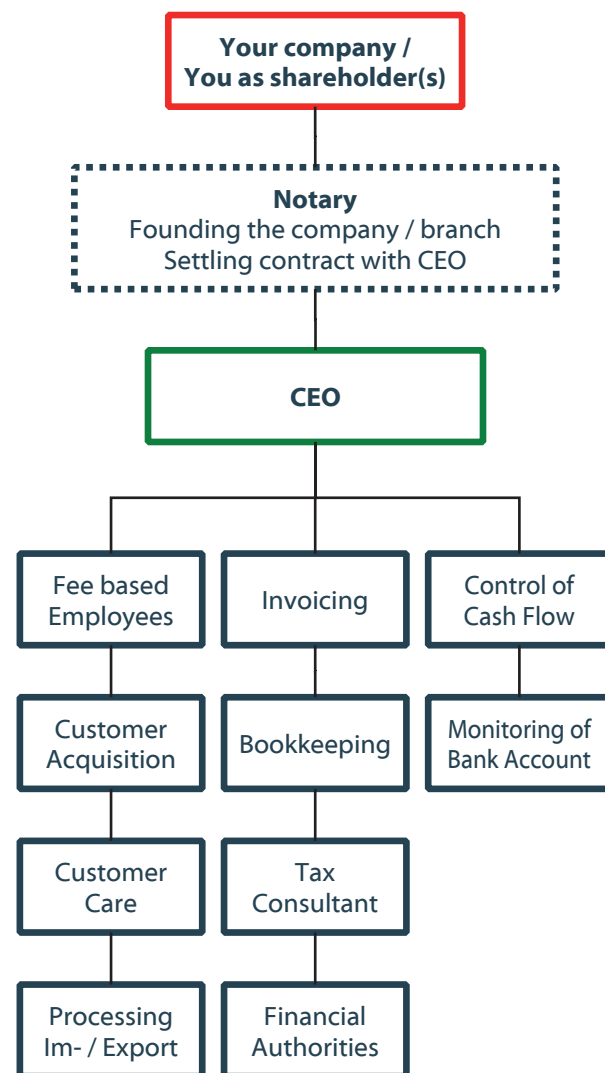 Your company /
You as shareholder(s)
Notary
Founding the company / branch
Settling contract with CEO
CEO
Fee based
Employees
Invoicing
Control of
Cash Flow
Customer
Acquisition
Bookkeeping
Monitoring of
Bank Account
Customer
Care
Tax
Consultant
Processing
Im- / Export
Financial
Authorities